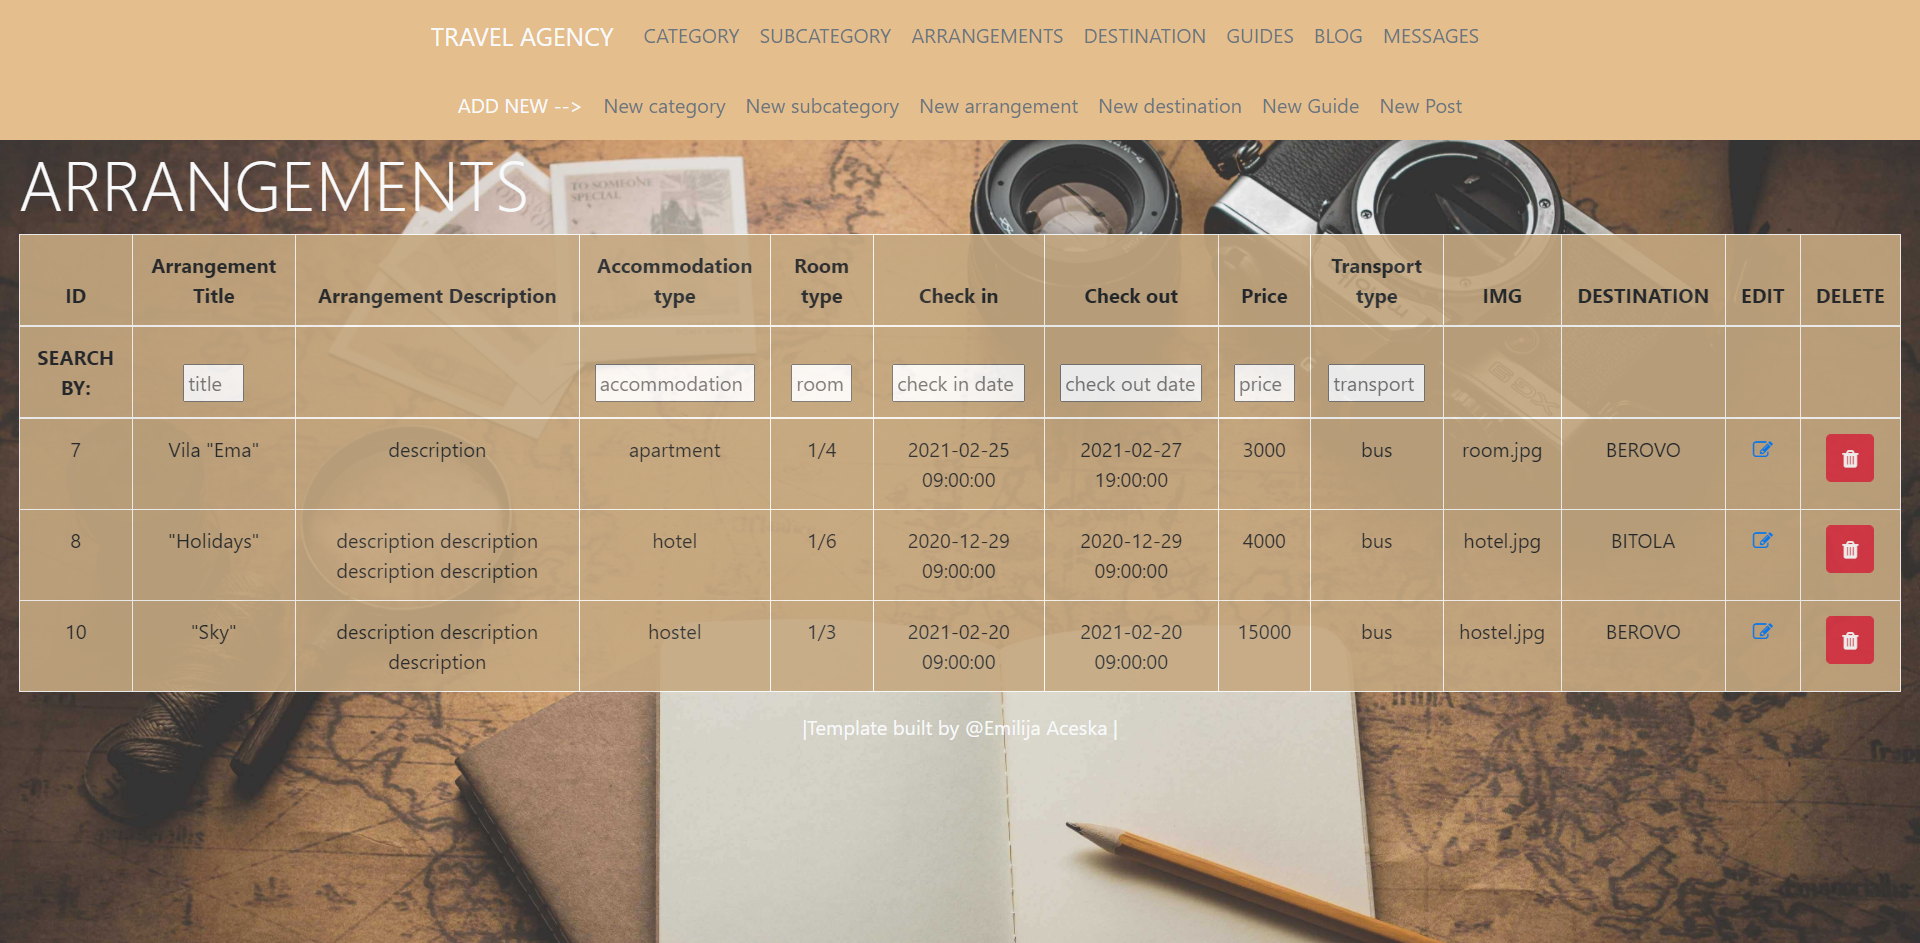 TRAVEL AGENCY CATEGORY SUBCATEGORY ARRANGEMENTS DESTINATION GUIDES BLOG MESSAGES
ADD NEW --> New category New subcategory New arrangement New destination New Guide New Post
ARRANGEMENTS
TO SOMEONE
SPECIAL
ID Arrangement Title Arrangement Description Accommodation type Room type Check in Check out Price Transport type IMG DESTINATION EDIT DELETE
SEARCH BY: title accommodation room check in date check out date price transport
7 Vila "Ema" description apartment 1/4 2021-02-25 09:00:00 2021-02-27 19:00:00 3000 bus room.jpg BEROVO
8 "Holidays" description description description description hotel 1/6 2020-12-29 09:00:00 2020-12-29 09:00:00 4000 bus hotel.jpg BITOLA
10 "Sky" description description description hostel 1/3 2021-02-20 09:00:00 2021-02-20 09:00:00 15000 bus hostel.jpg BEROVO
|Template built by @Emilija Aceska |